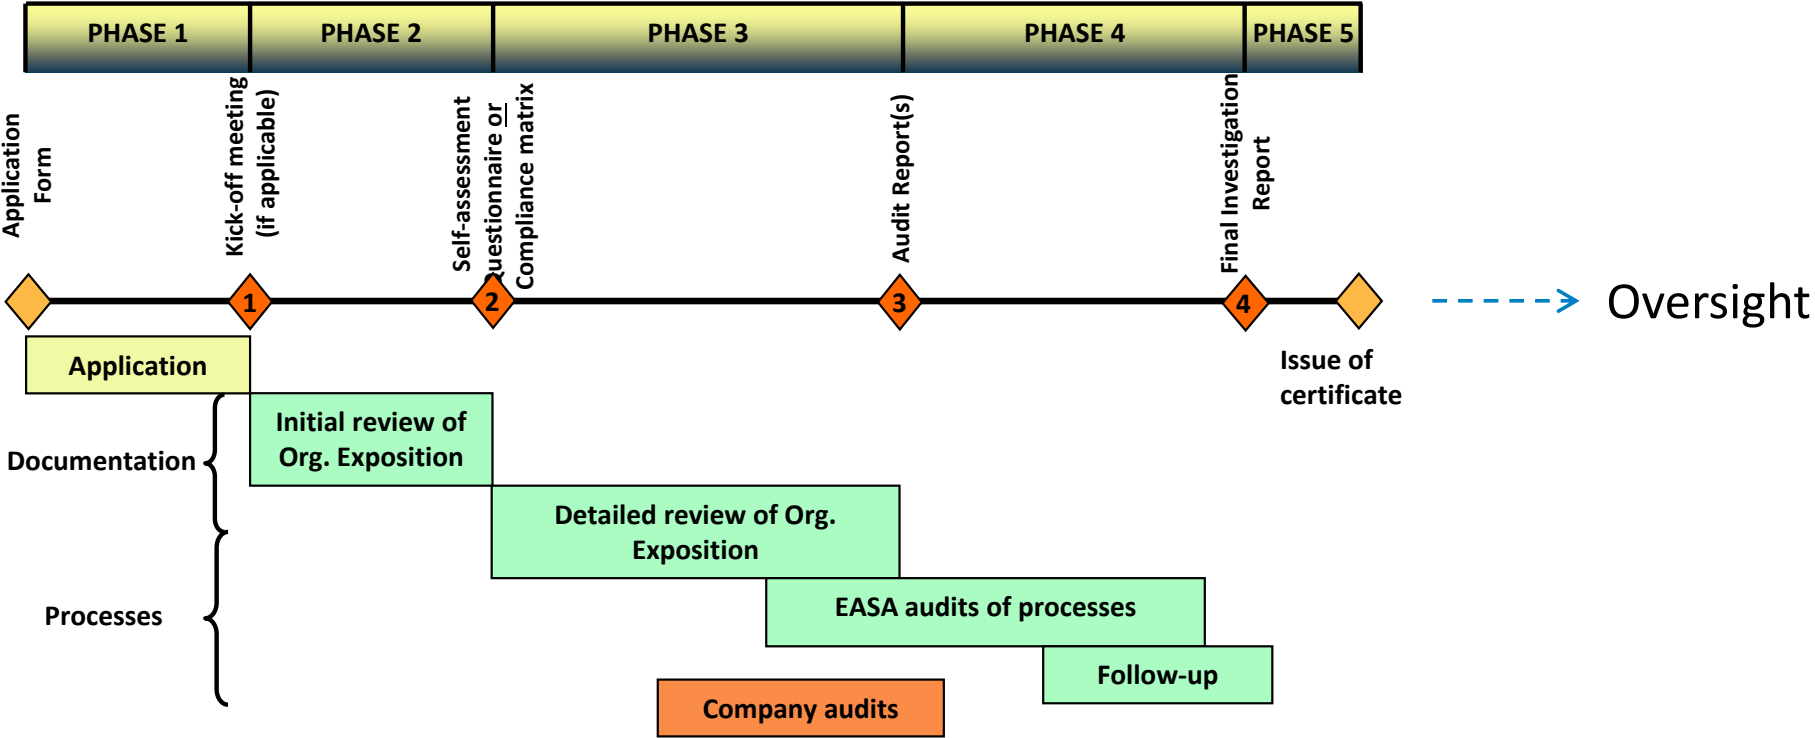 PHASE 1
PHASE 2
PHASE 3
PHASE 4
PHASE 5
Application
Form
Kick-off meeting
(if applicable)
Self-assessment
Questionnaire or
Compliance matrix
Audit Report(s)
Final Investigation
Report
1
2
3
4
Oversight
Issue of
certificate
Application
Initial review of
Org. Exposition
Documentation
Detailed review of Org.
Exposition
EASA audits of processes
Processes
Follow-up
Company audits